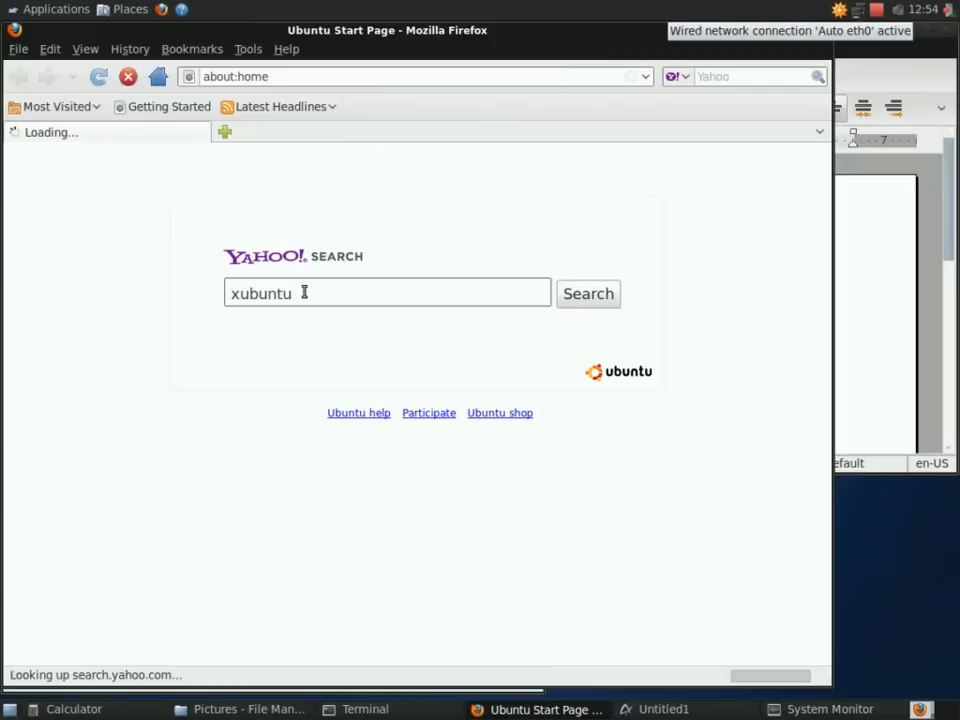 Applications Places 12:54
Ubuntu Start Page - Mozilla Firefox
Wired network connection 'Auto eth0' active
File Edit View History Bookmarks Tools Help
about:home
Y! Yahoo
Most Visited Getting Started Latest Headlines
Loading...
7
YAHOO! SEARCH
xubuntu Search
ubuntu
Ubuntu help Participate Ubuntu shop
efault en-US
Looking up search.yahoo.com...
Calculator Pictures - File Man... Terminal Ubuntu Start Page ... Untitled1 System Monitor